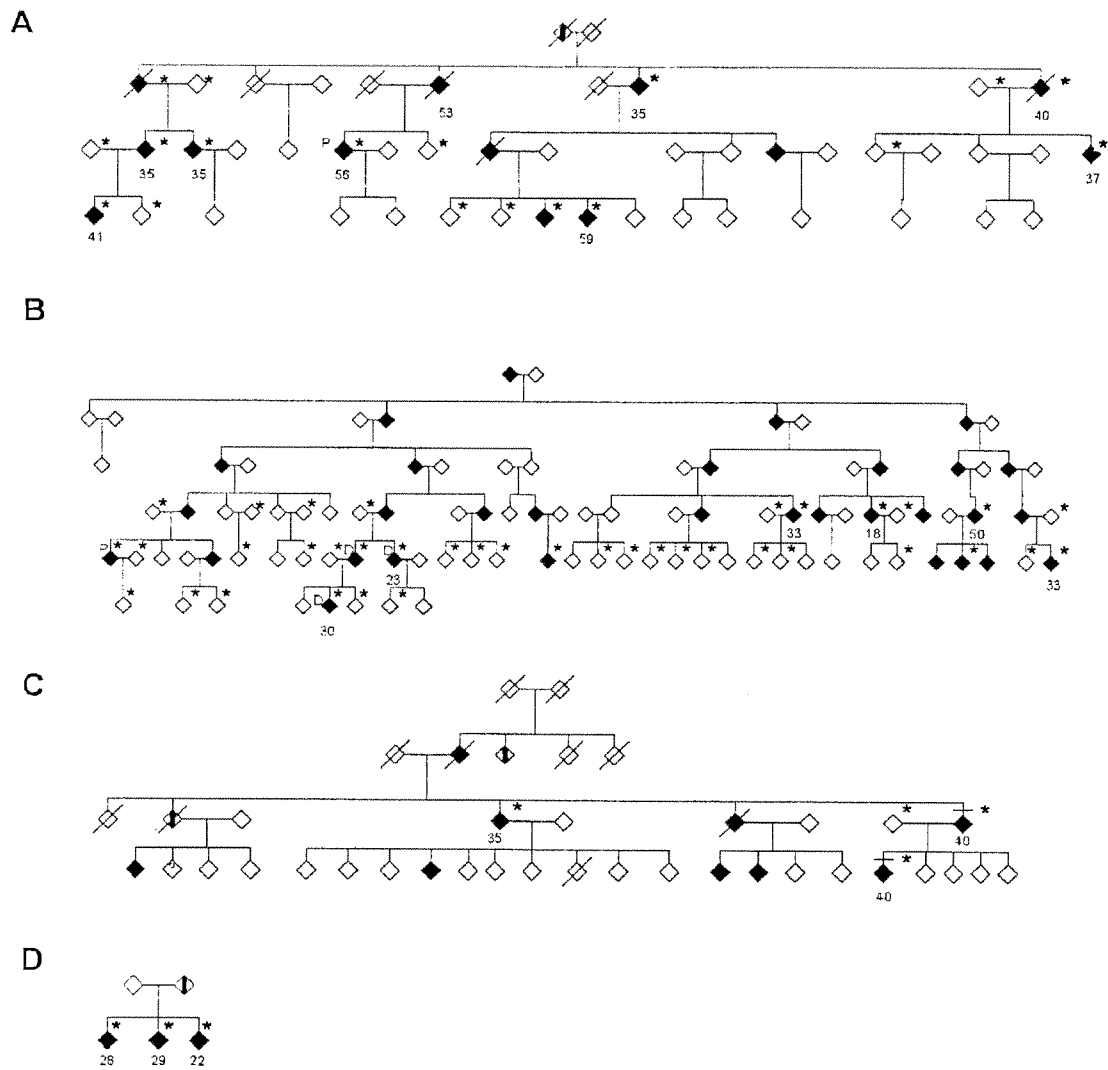 A
* * * * *
53 35 40
* * * P * * * *
35 35 56 37
* * * * * *
41 59
B
* * * * * * * * *
33 18 50
P * * * * * D * D * * * * * * * * * * * * * * * * * *
23 33
* * * D * * *
30
C
* * *
35 40
*
40
D
* * *
28 29 22